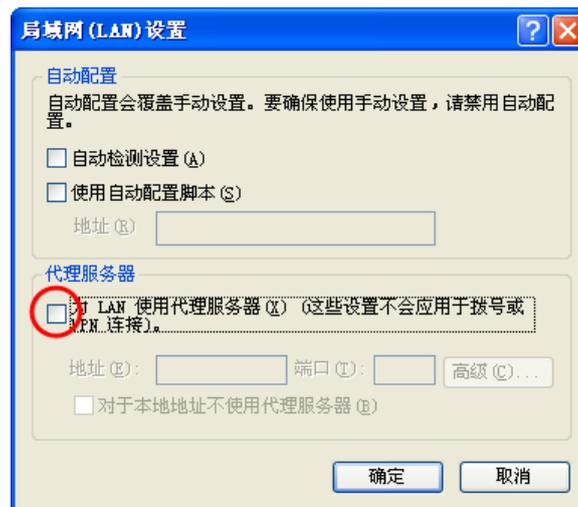 局域网(LAN)设置
自动配置
自动配置会覆盖手动设置。要确保使用手动设置，请禁用自动配
置。
自动检测设置(A)
使用自动配置脚本(S)
地址(R)
代理服务器
对 LAN 使用代理服务器(X) (这些设置不会应用于拨号或
VPN 连接)。
地址(E): 端口(T): 高级(C)...
对于本地地址不使用代理服务器(B)
确定 取消